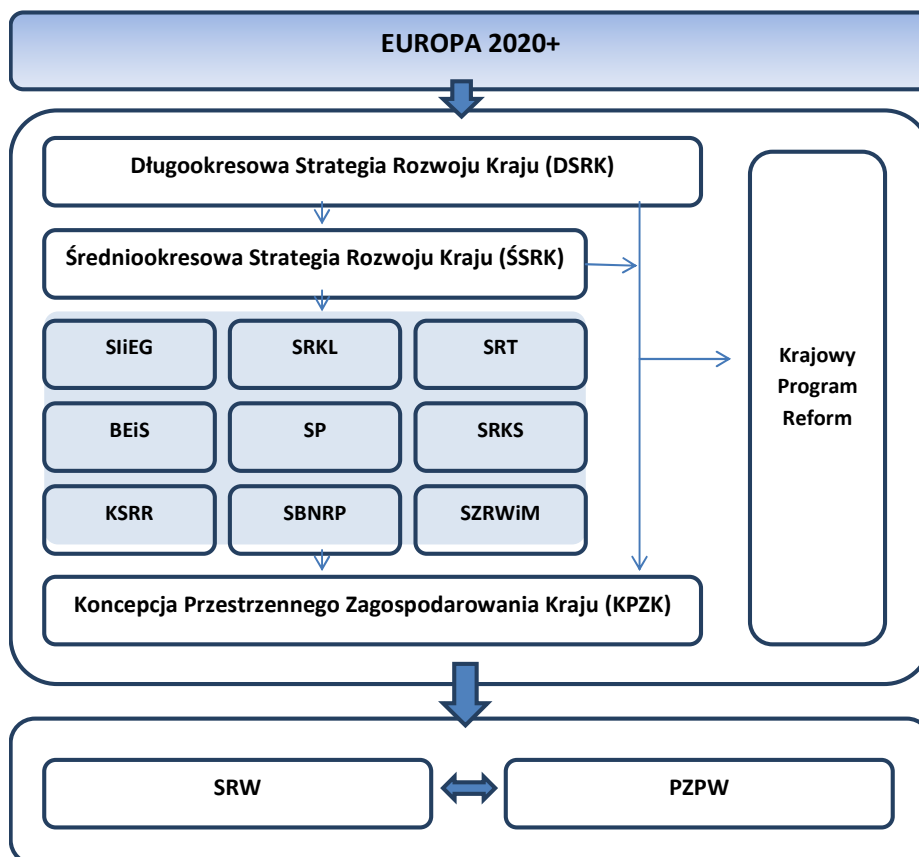 EUROPA 2020+
Długookresowa Strategia Rozwoju Kraju (DSRK)
Średniookresowa Strategia Rozwoju Kraju (ŚSRK)
SIiEG
SRKL
SRT
BEiS
SP
SRKS
KSRR
SBNRP
SZRWiM
Koncepcja Przestrzennego Zagospodarowania Kraju (KPZK)
Krajowy
Program
Reform
SRW
PZPW